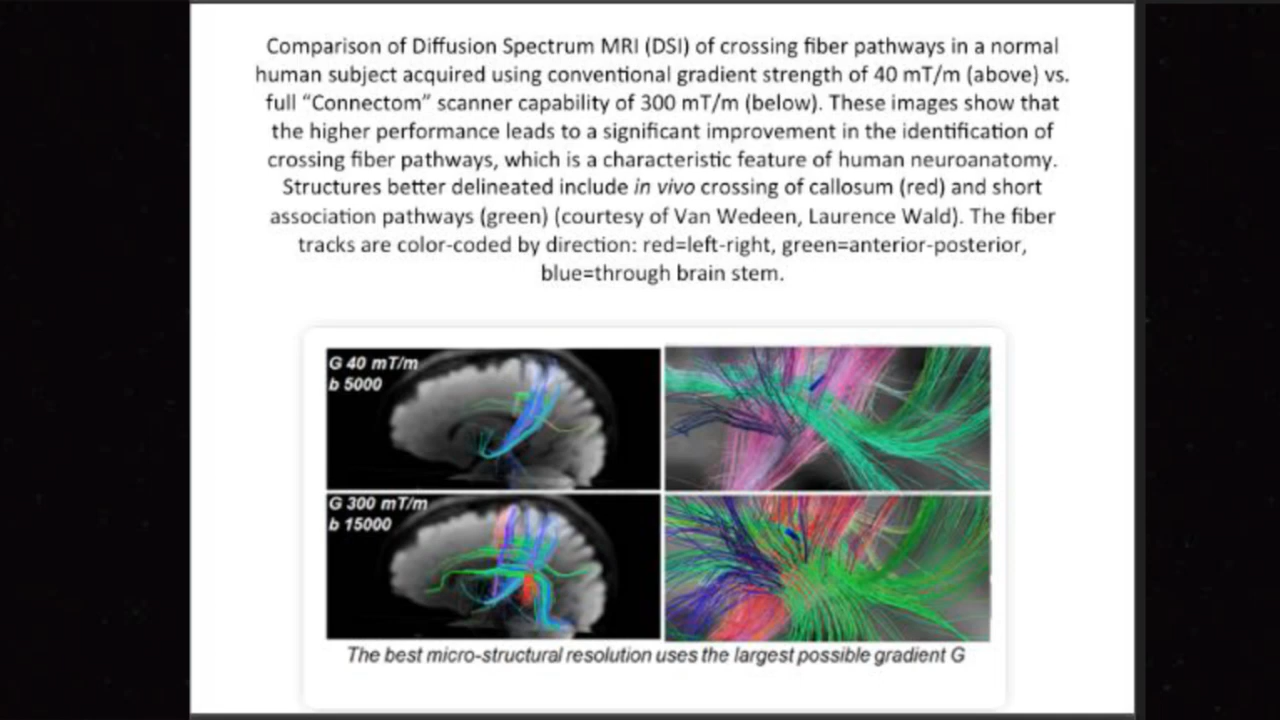 Comparison of Diffusion Spectrum MRI (DSI) of crossing fiber pathways in a normal
human subject acquired using conventional gradient strength of 40 mT/m (above) vs.
full “Connectom” scanner capability of 300 mT/m (below). These images show that
the higher performance leads to a significant improvement in the identification of
crossing fiber pathways, which is a characteristic feature of human neuroanatomy.
Structures better delineated include in vivo crossing of callosum (red) and short
association pathways (green) (courtesy of Van Wedeen, Laurence Wald). The fiber
tracks are color-coded by direction: red=left-right, green=anterior-posterior,
blue=through brain stem.
G 40 mT/m
b 5000
G 300 mT/m
b 15000
The best micro-structural resolution uses the largest possible gradient G